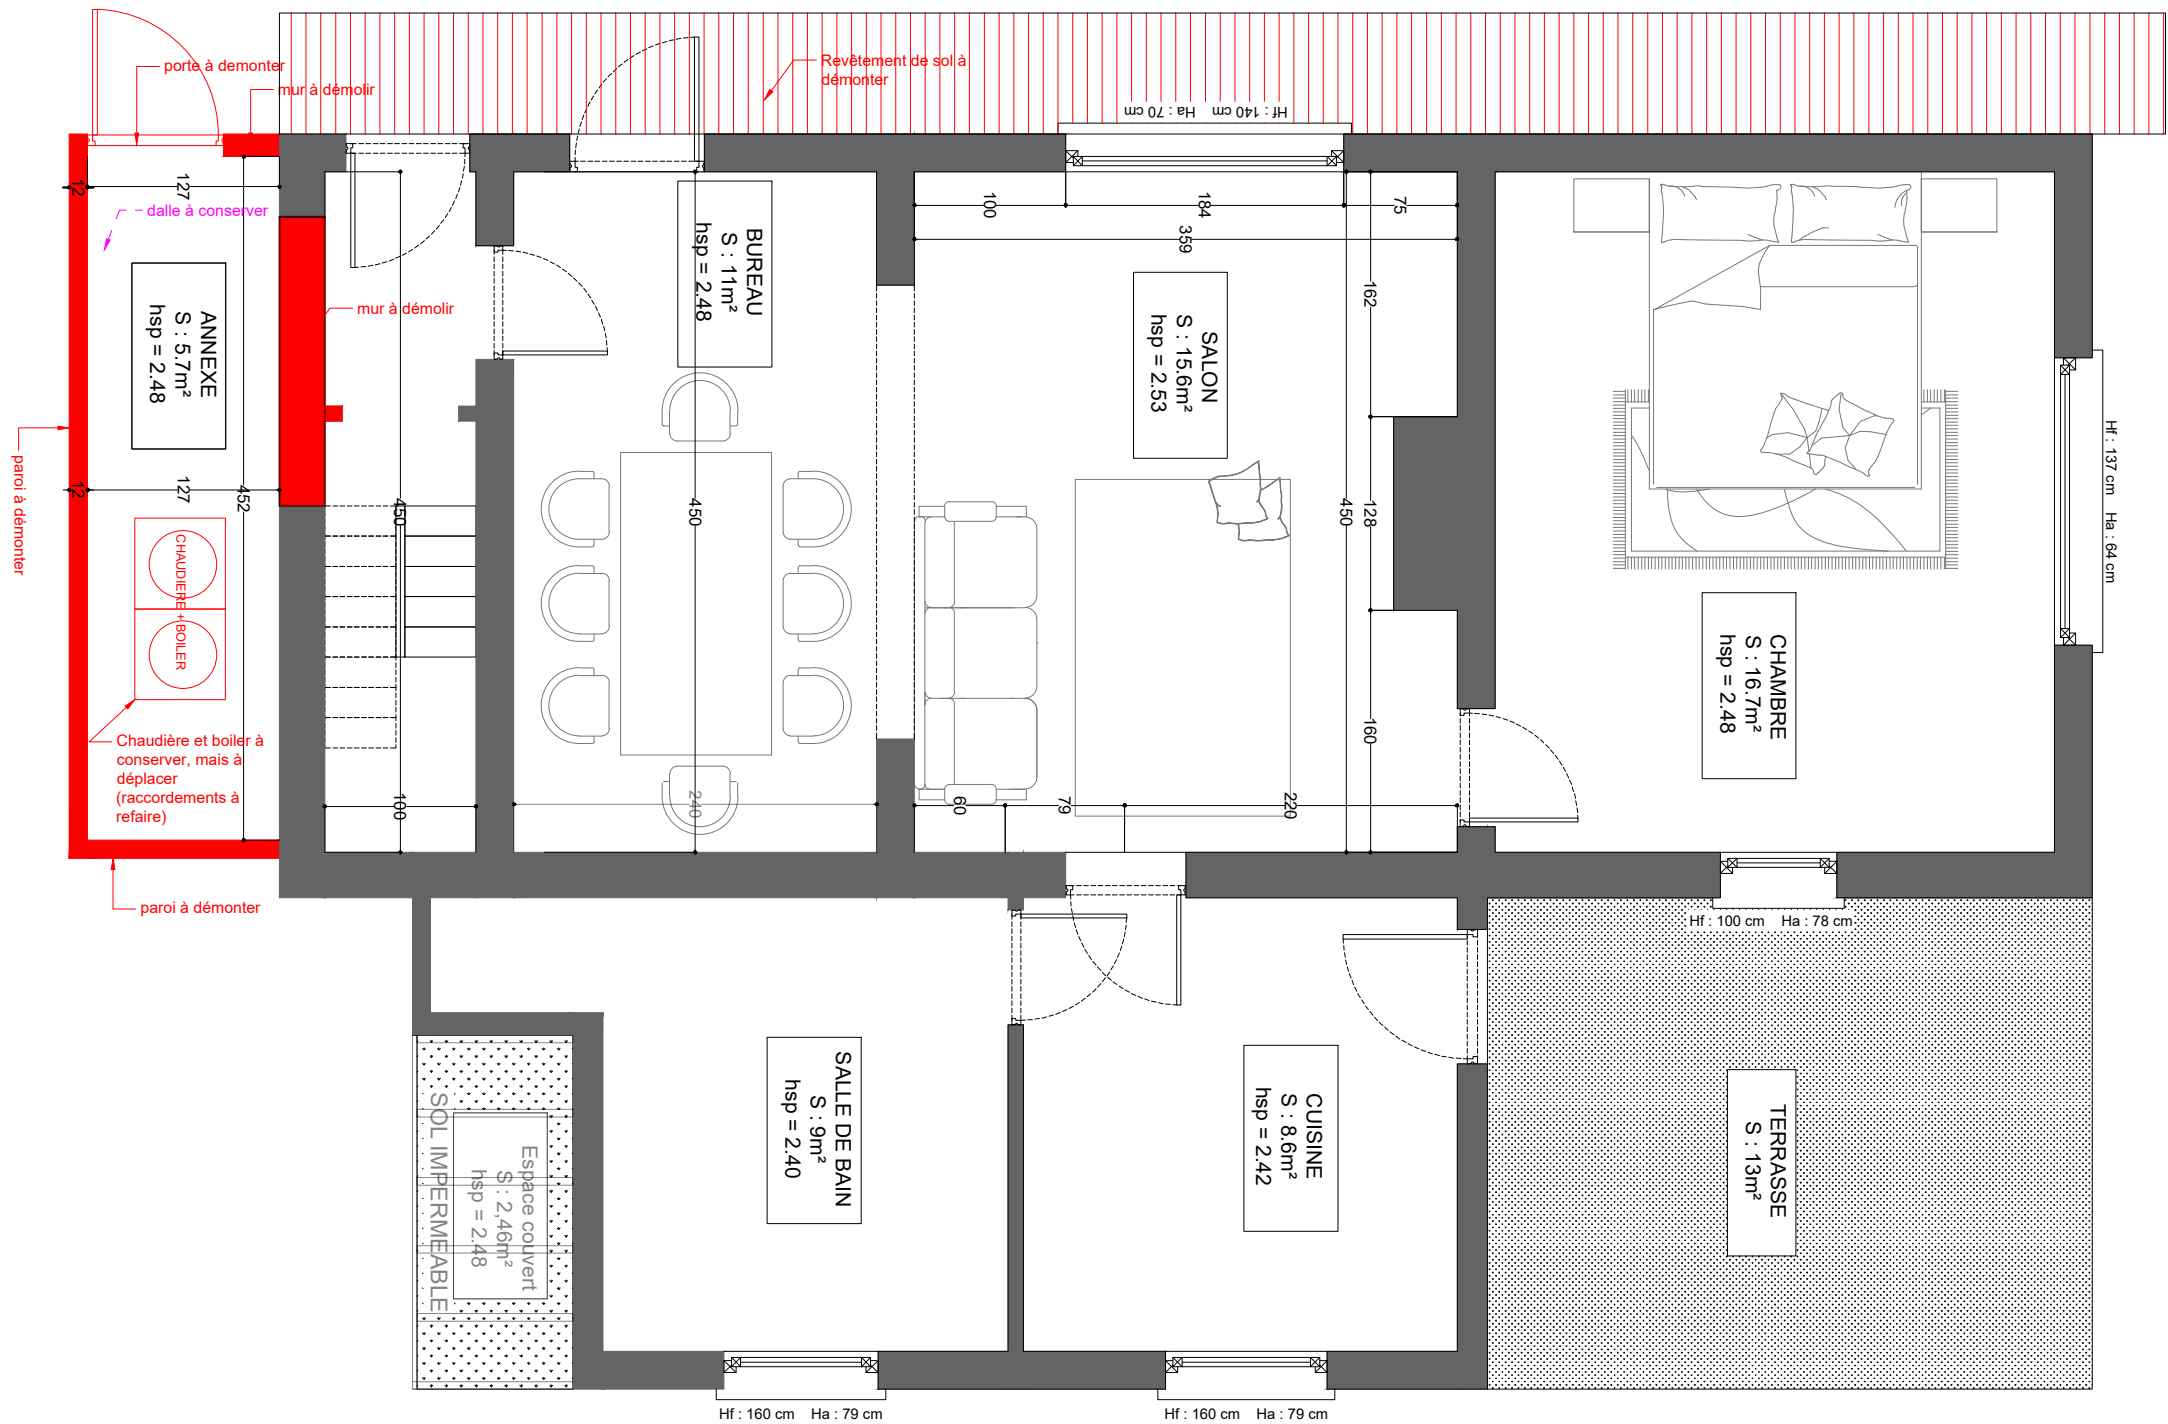 porte à demonter
mur à démolir
Revêtement de sol à
démonter
Hf : 140 cm Ha : 70 cm
12
127
dalle à conserver
ANNEXE
S : 5.7m²
hsp = 2.48
mur à démolir
paroi à démonter
12
127
452
CHAUDIERE + BOILER
Chaudière et boiler à
conserver, mais à
déplacer
(raccordements à
refaire)
paroi à démonter
450
100
BUREAU
S : 11m²
hsp = 2.48
450
240
100
184
75
359
SALON
S : 15.6m²
hsp = 2.53
162
128
450
160
60
79
220
CHAMBRE
S : 16.7m²
hsp = 2.48
Hf : 137 cm Ha : 64 cm
Hf : 100 cm Ha : 78 cm
SALLE DE BAIN
S : 9m²
hsp = 2.40
CUISINE
S : 8.6m²
hsp = 2.42
TERRASSE
S : 13m²
Espace couvert
S : 2,46m²
hsp = 2.48
SOL IMPERMEABLE
Hf : 160 cm Ha : 79 cm
Hf : 160 cm Ha : 79 cm